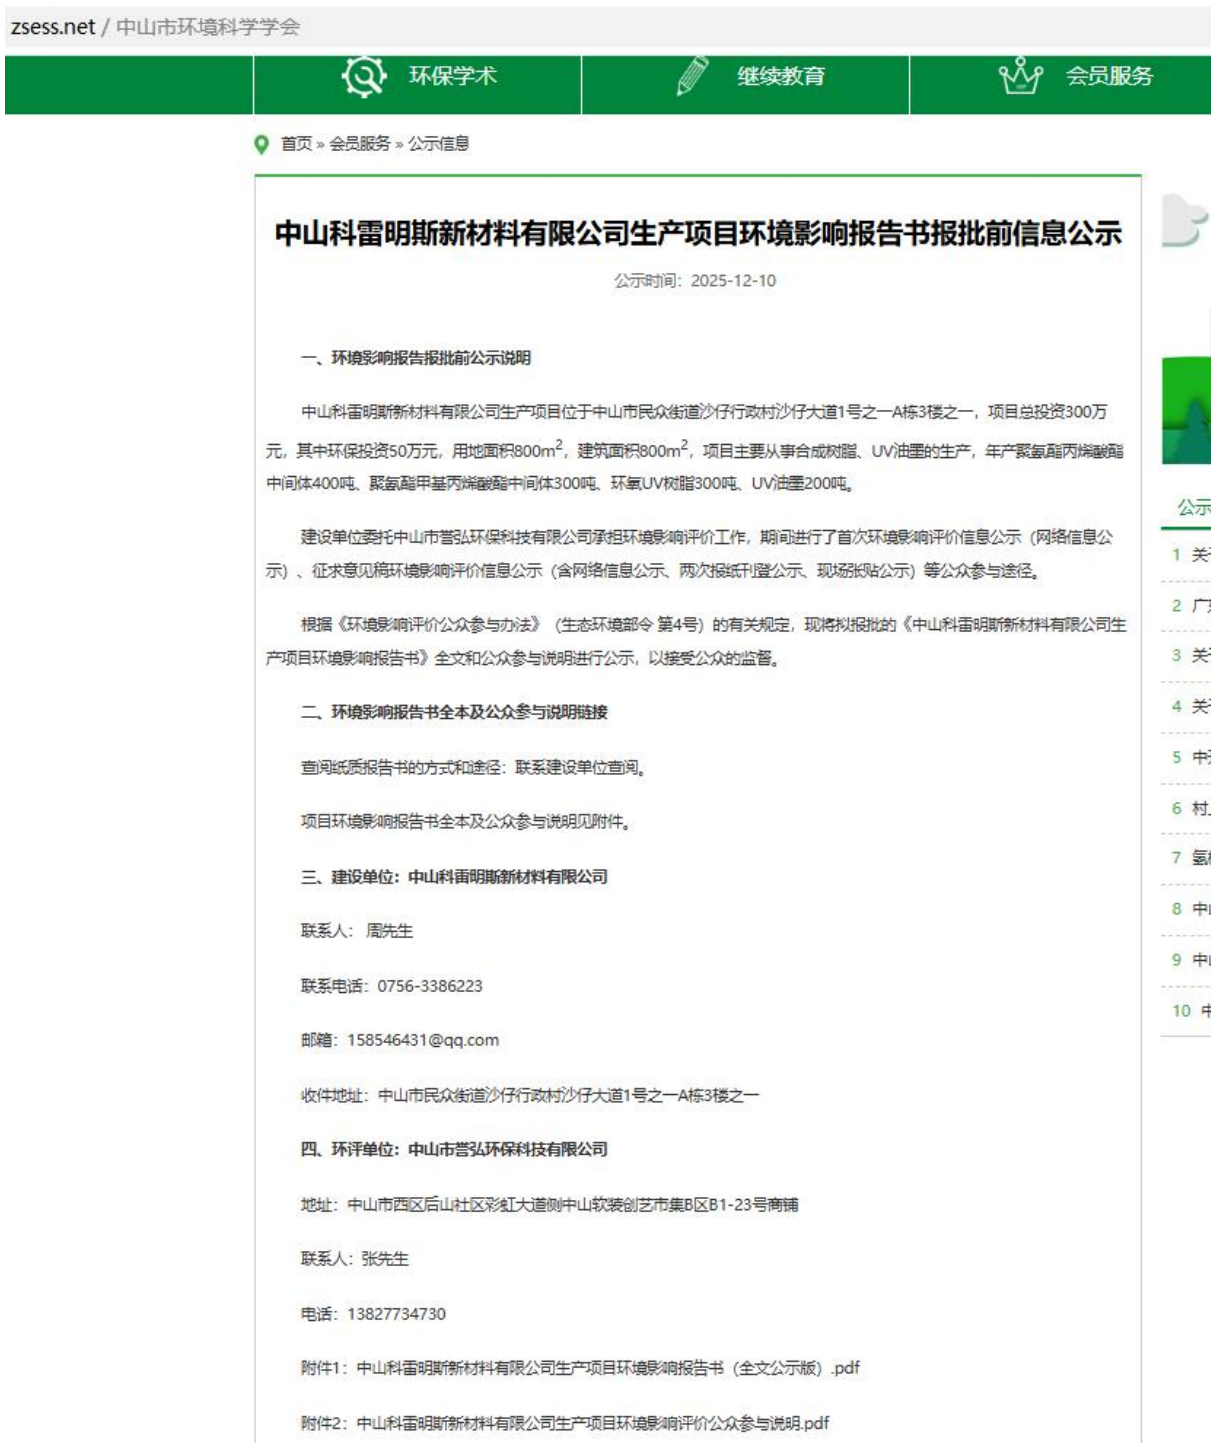 zsess.net / 中山市环境科学学会
环保学术
继续教育
会员服务
首页 » 会员服务 » 公示信息
中山科雷明斯新材料有限公司生产项目环境影响报告书报批前信息公示
公示时间：2025-12-10
一、环境影响报告报批前公示说明
中山科雷明斯新材料有限公司生产项目位于中山市民众街道沙仔行政村沙仔大道1号之一A栋3楼之一，项目总投资300万
元，其中环保投资50万元，用地面积800m²，建筑面积800m²，项目主要从事合成树脂、UV油墨的生产，年产聚氨酯丙烯酸酯
中间体400吨、聚氨酯甲基丙烯酸酯中间体300吨、环氧UV树脂300吨、UV油墨200吨。
建设单位委托中山市誉弘环保科技有限公司承担环境影响评价工作，期间进行了首次环境影响评价信息公示（网络信息公
示）、征求意见稿环境影响评价信息公示（含网络信息公示、两次报纸刊登公示、现场张贴公示）等公众参与途径。
根据《环境影响评价公众参与办法》（生态环境部令 第4号）的有关规定，现将拟报批的《中山科雷明斯新材料有限公司生
产项目环境影响报告书》全文和公众参与说明进行公示，以接受公众的监督。
二、环境影响报告书全本及公众参与说明链接
查阅纸质报告书的方式和途径：联系建设单位查阅。
项目环境影响报告书全本及公众参与说明见附件。
三、建设单位：中山科雷明斯新材料有限公司
联系人： 周先生
联系电话：0756-3386223
邮箱：158546431@qq.com
收件地址：中山市民众街道沙仔行政村沙仔大道1号之一A栋3楼之一
四、环评单位：中山市誉弘环保科技有限公司
地址：中山市西区后山社区彩虹大道侧中山软装创艺市集B区B1-23号商铺
联系人：张先生
电话：13827734730
附件1：中山科雷明斯新材料有限公司生产项目环境影响报告书（全文公示版）.pdf
附件2：中山科雷明斯新材料有限公司生产项目环境影响评价公众参与说明.pdf
公示
1 关
2 广
3 关
4 关
5 中
6 村
7 氢
8 中
9 中
10 中